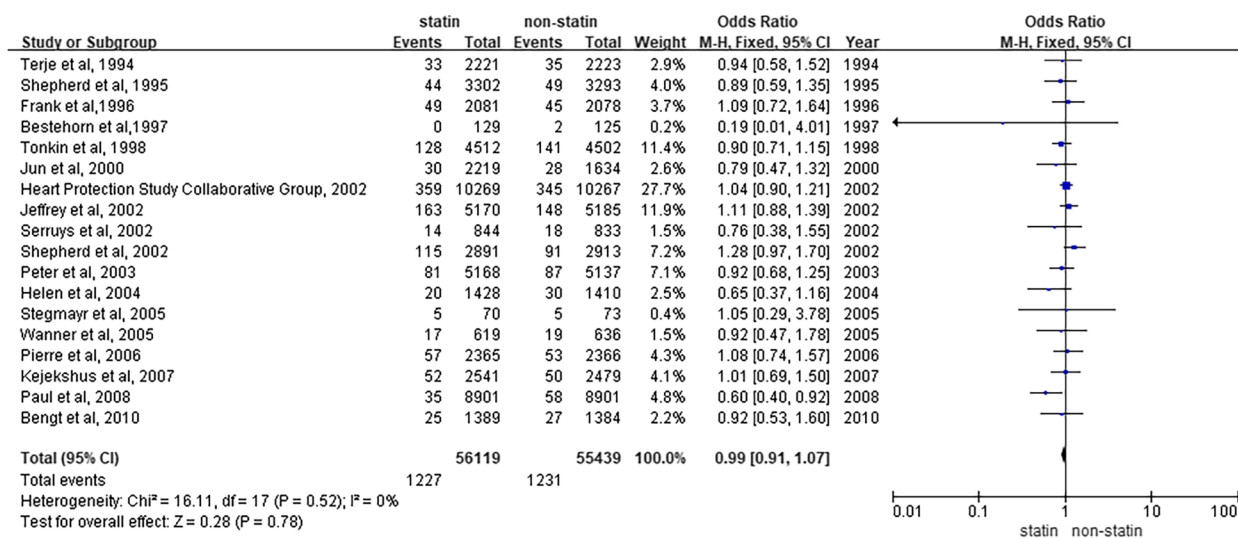 statin non-statin Odds Ratio Odds Ratio
Study or Subgroup Events Total Events Total Weight M-H, Fixed, 95% CI Year M-H, Fixed, 95% CI
Terje et al, 1994 33 2221 35 2223 2.9% 0.94 [0.58, 1.52] 1994
Shepherd et al, 1995 44 3302 49 3293 4.0% 0.89 [0.59, 1.35] 1995
Frank et al,1996 49 2081 45 2078 3.7% 1.09 [0.72, 1.64] 1996
Bestehorn et al,1997 0 129 2 125 0.2% 0.19 [0.01, 4.01] 1997
Tonkin et al, 1998 128 4512 141 4502 11.4% 0.90 [0.71, 1.15] 1998
Jun et al, 2000 30 2219 28 1634 2.6% 0.79 [0.47, 1.32] 2000
Heart Protection Study Collaborative Group, 2002 359 10269 345 10267 27.7% 1.04 [0.90, 1.21] 2002
Jeffrey et al, 2002 163 5170 148 5185 11.9% 1.11 [0.88, 1.39] 2002
Serruys et al, 2002 14 844 18 833 1.5% 0.76 [0.38, 1.55] 2002
Shepherd et al, 2002 115 2891 91 2913 7.2% 1.28 [0.97, 1.70] 2002
Peter et al, 2003 81 5168 87 5137 7.1% 0.92 [0.68, 1.25] 2003
Helen et al, 2004 20 1428 30 1410 2.5% 0.65 [0.37, 1.16] 2004
Stegmayr et al, 2005 5 70 5 73 0.4% 1.05 [0.29, 3.78] 2005
Wanner et al, 2005 17 619 19 636 1.5% 0.92 [0.47, 1.78] 2005
Pierre et al, 2006 57 2365 53 2366 4.3% 1.08 [0.74, 1.57] 2006
Kejekshus et al, 2007 52 2541 50 2479 4.1% 1.01 [0.69, 1.50] 2007
Paul et al, 2008 35 8901 58 8901 4.8% 0.60 [0.40, 0.92] 2008
Bengt et al, 2010 25 1389 27 1384 2.2% 0.92 [0.53, 1.60] 2010
Total (95% CI) 56119 55439 100.0% 0.99 [0.91, 1.07]
Total events 1227 1231
Heterogeneity: Chi² = 16.11, df = 17 (P = 0.52); I² = 0%
Test for overall effect: Z = 0.28 (P = 0.78)
0.01 0.1 1 10 100
statin non-statin